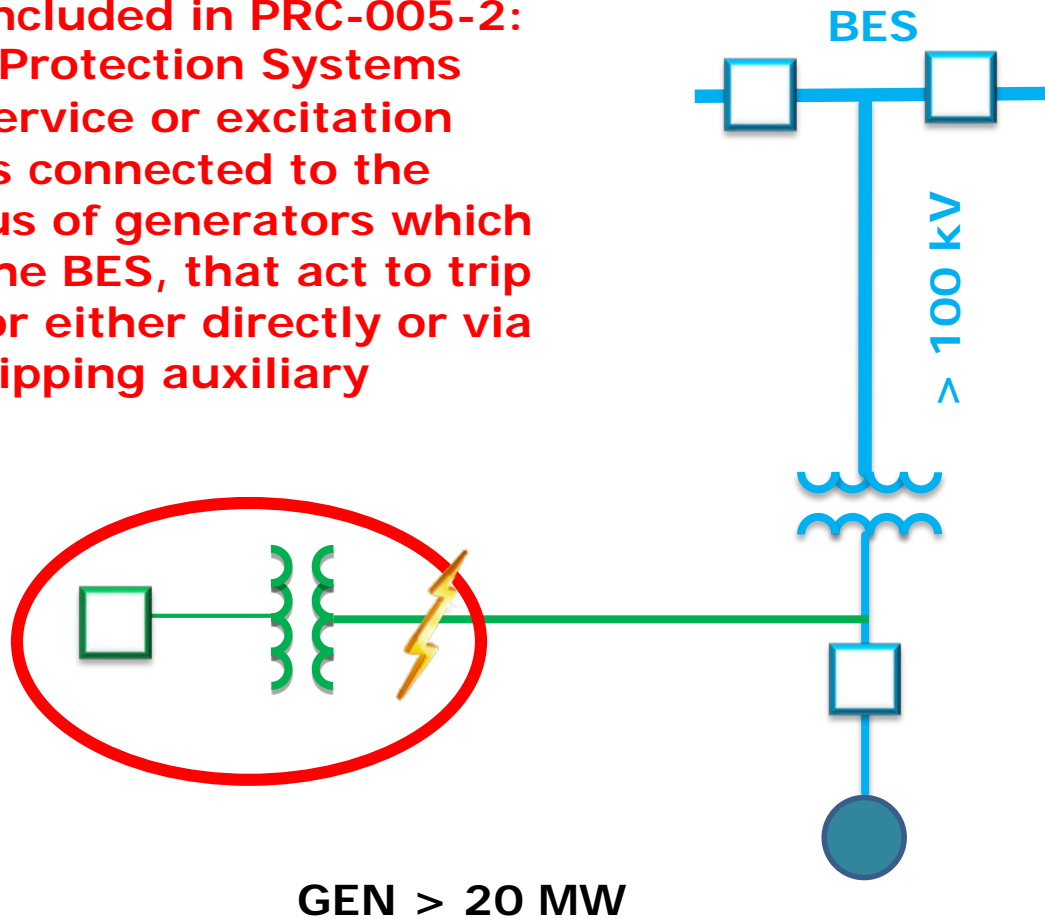 ncluded in PRC-005-2:
Protection Systems
ervice or excitation
s connected to the
us of generators which
he BES, that act to trip
or either directly or via
ipping auxiliary
BES
> 100 kV
GEN > 20 MW